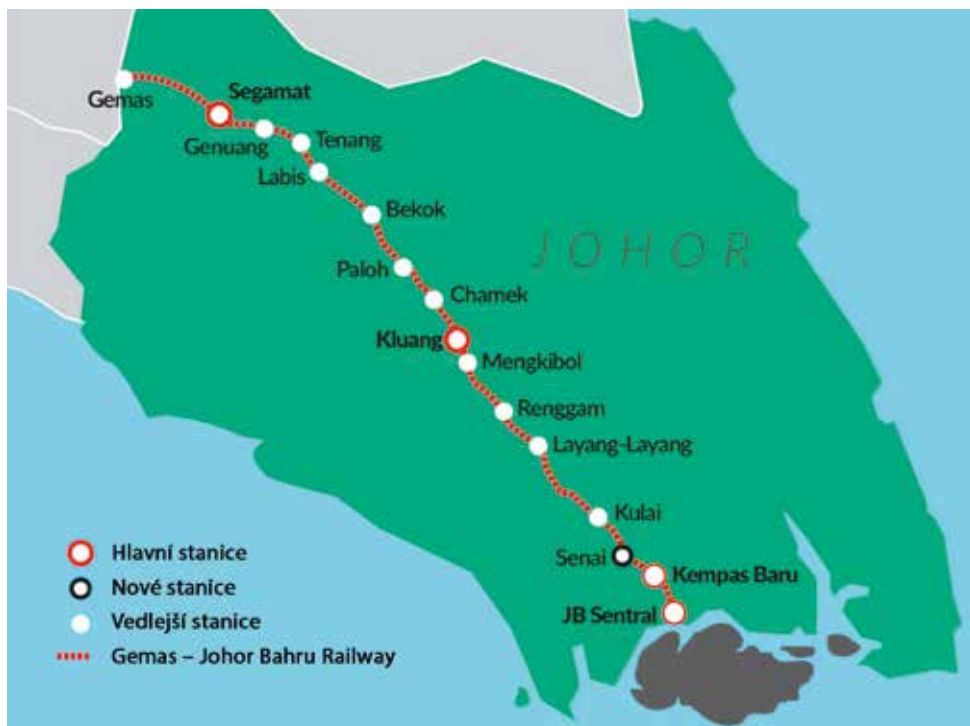 Gemas
Segamat
Genuang
Tenang
Labis
Bekok
JOHOR
Paloh
Chamek
Kluang
Mengkibol
Renggam
Layang-Layang
Kulai
Senai
Kempas Baru
JB Sentral
Hlavní stanice
Nové stanice
Vedlejší stanice
Gemas – Johor Bahru Railway